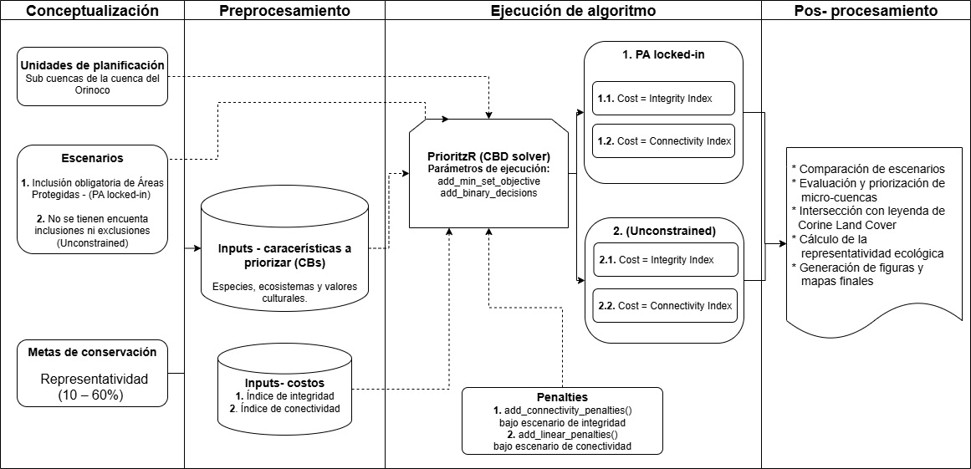 Conceptualización
Preprocesamiento
Ejecución de algoritmo
Pos- procesamiento
Unidades de planificación
Sub cuencas de la cuenca del
Orinoco
Escenarios
1. Inclusión obligatoria de Áreas
Protegidas - (PA locked-in)
2. No se tienen encuenta
inclusiones ni exclusiones
(Unconstrained)
Metas de conservación
Representatividad
(10 – 60%)
Inputs - caracerísticas a
priorizar (CBs)
Especies, ecosistemas y valores
culturales.
Inputs- costos
1. Índice de integridad
2. Índice de conectividad
PrioritzR (CBD solver)
Parámetros de ejecución:
add_min_set_objective
add_binary_decisions
1. PA locked-in
1.1. Cost = Integrity Index
1.2. Cost = Connectivity Index
2. (Unconstrained)
2.1. Cost = Integrity Index
2.2. Cost = Connectivity Index
Penalties
1. add_connectivity_penalties()
bajo escenario de integridad
2. add_linear_penalties()
bajo escenario de conectividad
* Comparación de escenarios
* Evaluación y priorización de
micro-cuencas
* Intersección con leyenda de
Corine Land Cover
* Cálculo de la
representatividad ecológica
* Generación de figuras y
mapas finales